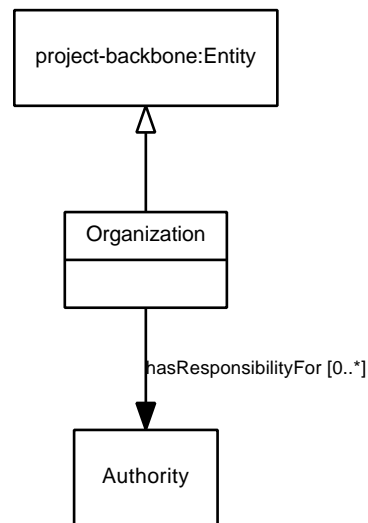 project-backbone:Entity
Organization
hasResponsibilityFor [0..*]
Authority